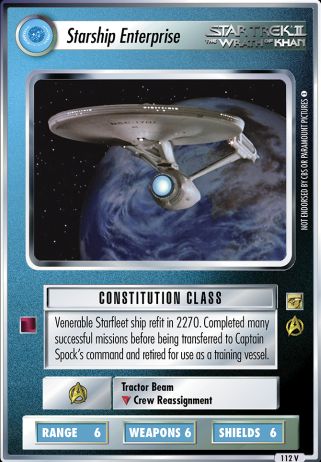 Starship Enterprise
STAR TREK II
THE WRATH OF KHAN
NOT ENDORSED BY CBS OR PARAMOUNT PICTURES
CONSTITUTION CLASS
Venerable Starfleet ship refit in 2270. Completed many
successful missions before being transferred to Captain
Spock's command and retired for use as a training vessel.
Tractor Beam
Crew Reassignment
RANGE 6 WEAPONS 6 SHIELDS 6
112 V